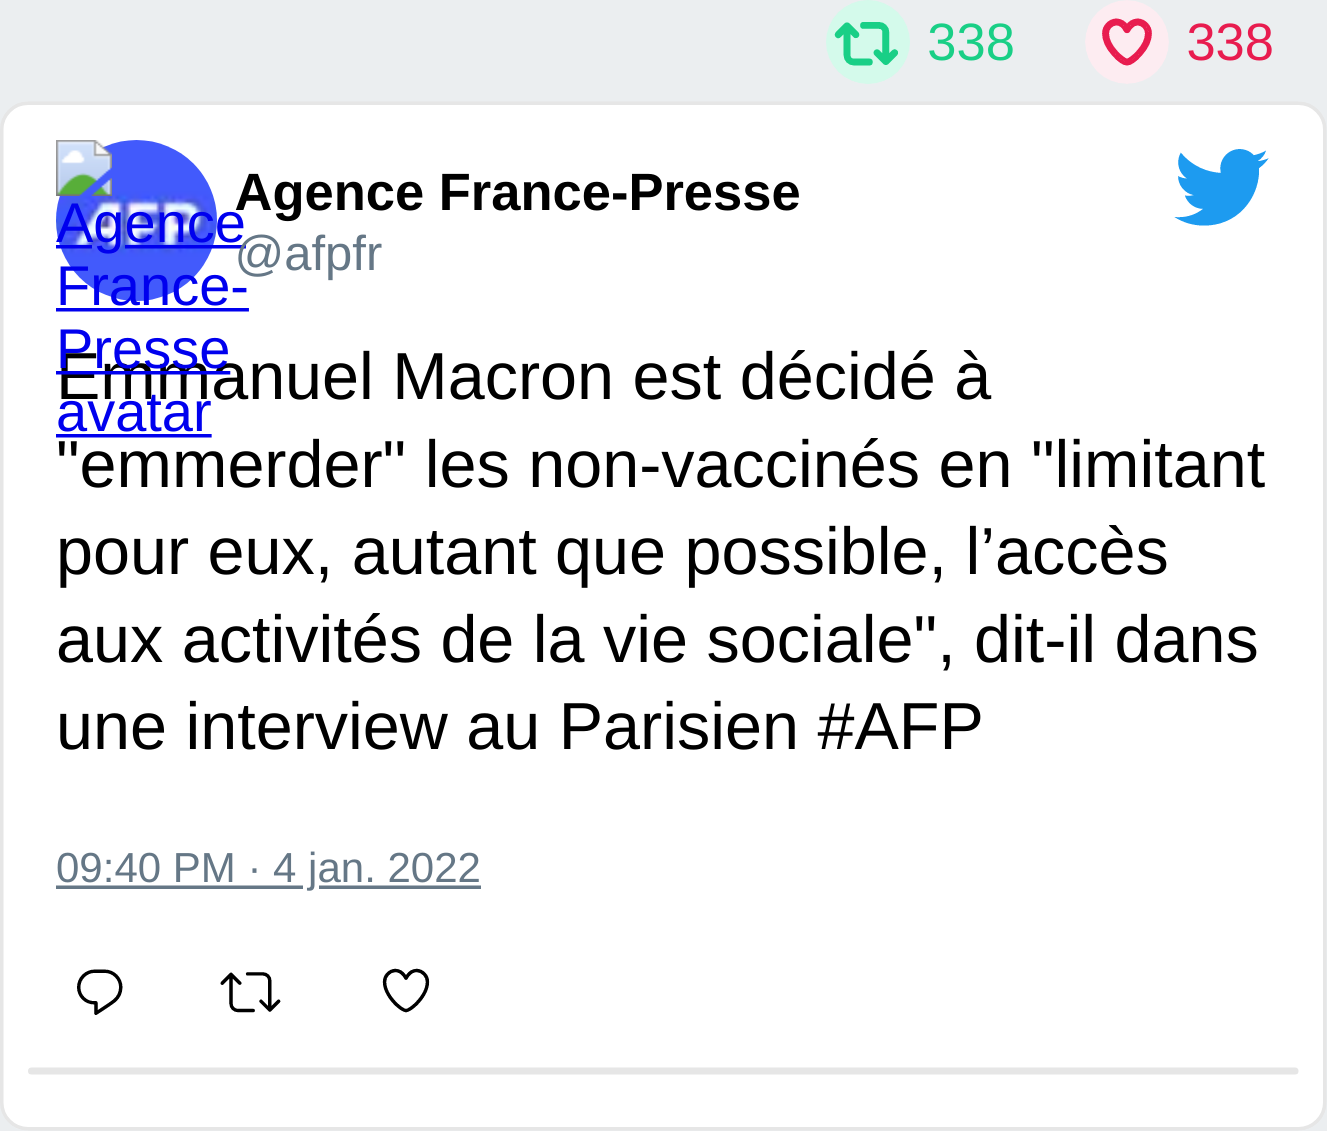 338 338
Agence France-Presse
@afpfr
AFP
Agence
France-
Presse
avatar
Emmanuel Macron est décidé à
"emmerder" les non-vaccinés en "limitant
pour eux, autant que possible, l’accès
aux activités de la vie sociale", dit-il dans
une interview au Parisien #AFP
09:40 PM · 4 jan. 2022